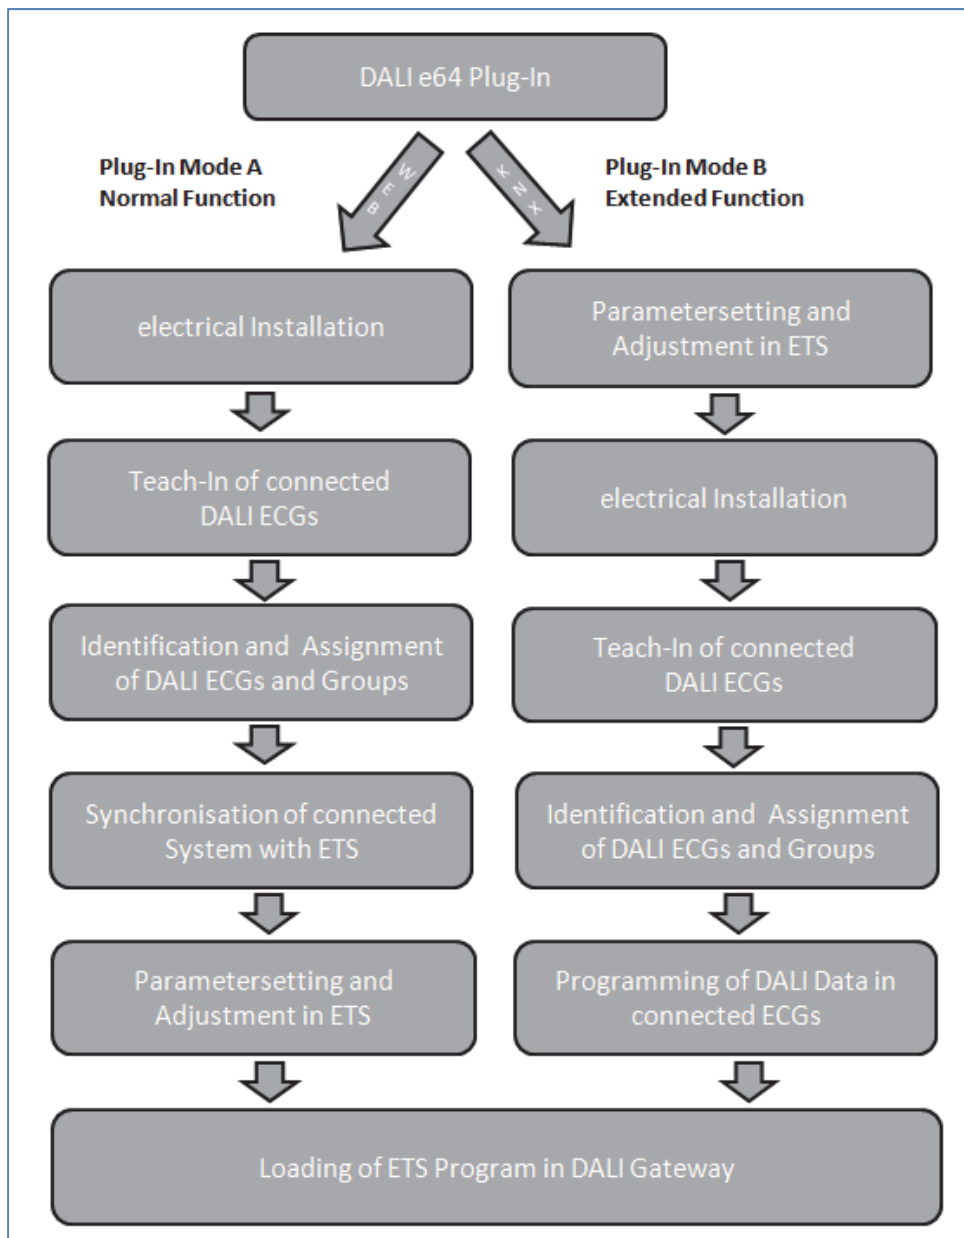 DALI e64 Plug-In
Plug-In Mode A
Normal Function
WEB
KNX
Plug-In Mode B
Extended Function
electrical Installation
Teach-In of connected
DALI ECGs
Identification and Assignment
of DALI ECGs and Groups
Synchronisation of connected
System with ETS
Parametersetting and
Adjustment in ETS
Parametersetting and
Adjustment in ETS
electrical Installation
Teach-In of connected
DALI ECGs
Identification and Assignment
of DALI ECGs and Groups
Programming of DALI Data in
connected ECGs
Loading of ETS Program in DALI Gateway